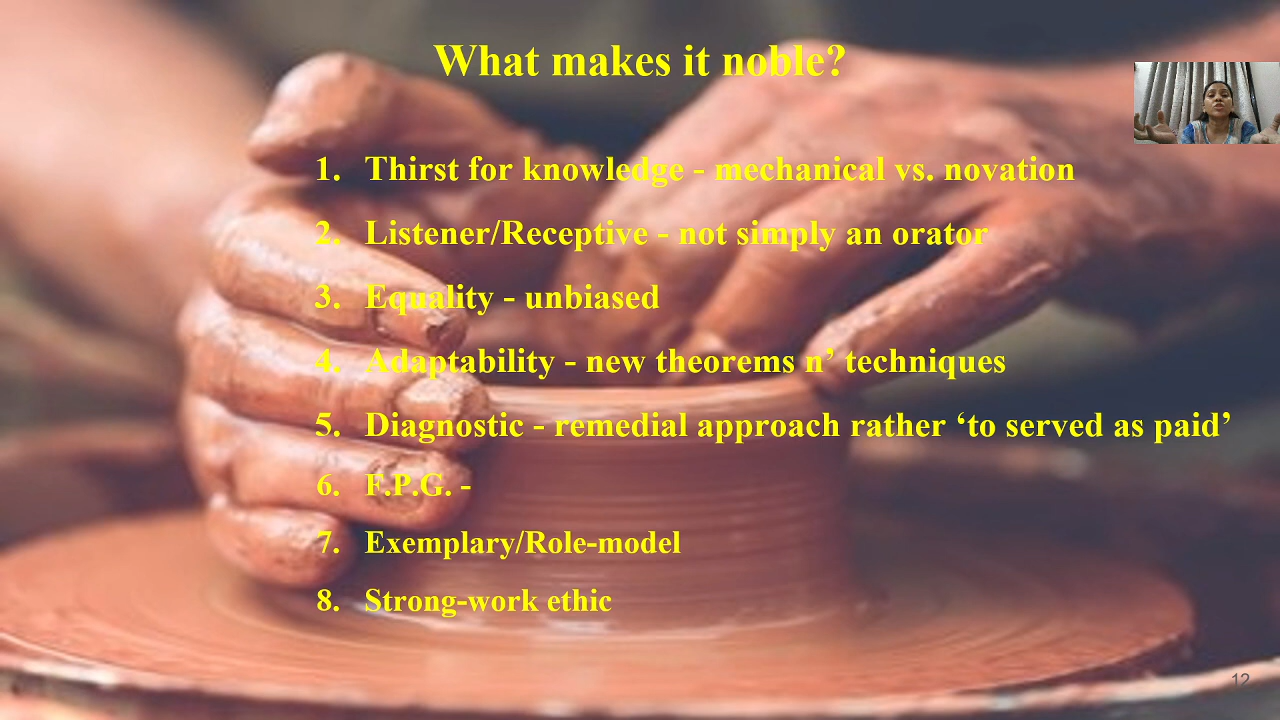 What makes it noble?
1. Thirst for knowledge - mechanical vs. novation
2. Listener/Receptive - not simply an orator
3. Equality - unbiased
4. Adaptability - new theorems n’ techniques
5. Diagnostic - remedial approach rather ‘to served as paid’
6. F.P.G. -
7. Exemplary/Role-model
8. Strong-work ethic
12